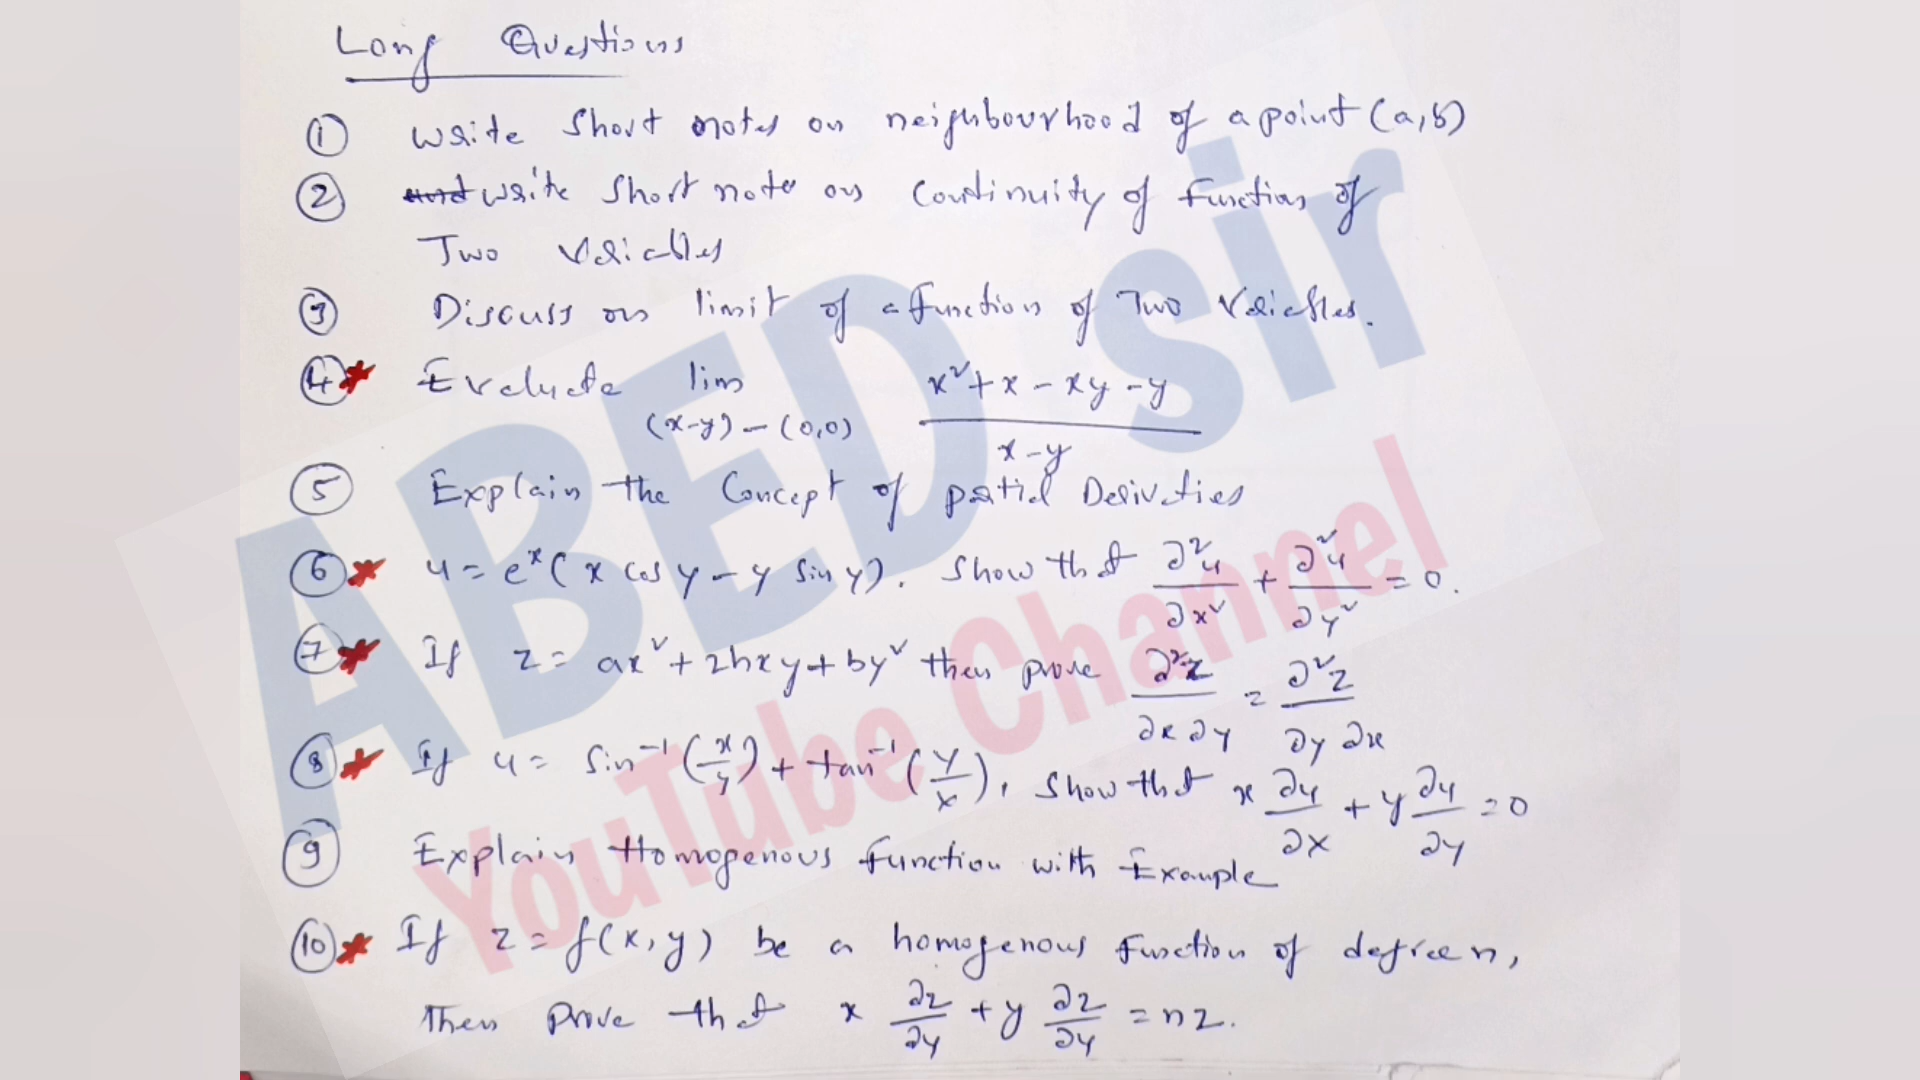 Long Questions
① Write short notes on neighbourhood of a point (a,b)
② write short note on Continuity of function of
Two Variables
③ Discuss on limit of a function of Two Variables.
④ Evaluate lim (x-y) - (0,0) x²+x-xy-y / x-y
⑤ Explain the Concept of partial Derivaties
⑥ u = eˣ( x cos y - y sin y). Show that ∂²u/∂x² + ∂²u/∂y² = 0.
⑦ If z = ax²+2hxy+by² then prove ∂²z/∂x∂y = ∂²z/∂y∂x
⑧ If u = sin⁻¹(x/y) + tan⁻¹(y/x), Show that x ∂u/∂x + y ∂u/∂y = 0
⑨ Explain Homogenous function with Example
⑩ If z = f(x,y) be a homogenous function of degree n,
Then prove that x ∂z/∂y + y ∂z/∂y = nz.
ABED sir
YouTube Channel